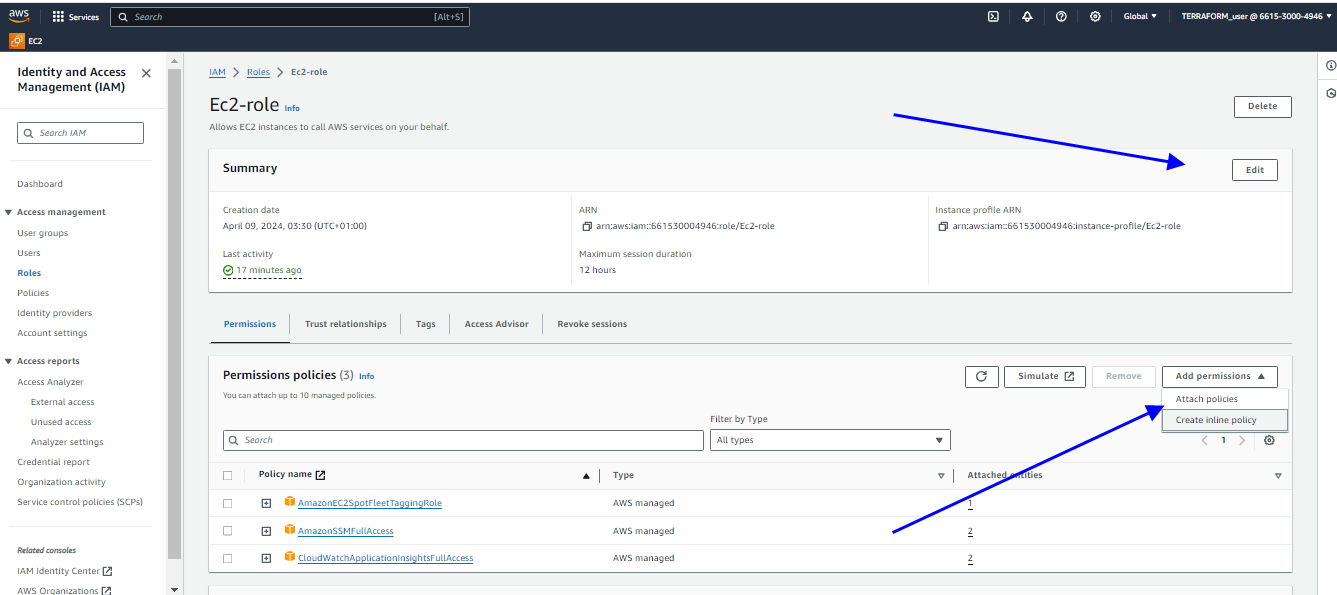 aws
Services
Search
[Alt+S]
Global
TERRAFORM_user @ 6615-3000-4946
EC2
Identity and Access
Management (IAM)
Search IAM
Dashboard
Access management
User groups
Users
Roles
Policies
Identity providers
Account settings
Access reports
Access Analyzer
External access
Unused access
Analyzer settings
Credential report
Organization activity
Service control policies (SCPs)
Related consoles
IAM Identity Center
AWS Organizations
IAM > Roles > Ec2-role
Ec2-role Info
Delete
Allows EC2 instances to call AWS services on your behalf.
Summary
Edit
Creation date
April 09, 2024, 03:30 (UTC+01:00)
ARN
arn:aws:iam::661530004946:role/Ec2-role
Instance profile ARN
arn:aws:iam::661530004946:instance-profile/Ec2-role
Last activity
17 minutes ago
Maximum session duration
12 hours
Permissions
Trust relationships
Tags
Access Advisor
Revoke sessions
Permissions policies (3) Info
You can attach up to 10 managed policies.
Simulate
Remove
Add permissions
Attach policies
Create inline policy
Filter by Type
Search
All types
1
Policy name
Type
Attached entities
AmazonEC2SpotFleetTaggingRole
AWS managed
1
AmazonSSMFullAccess
AWS managed
2
CloudWatchApplicationInsightsFullAccess
AWS managed
2